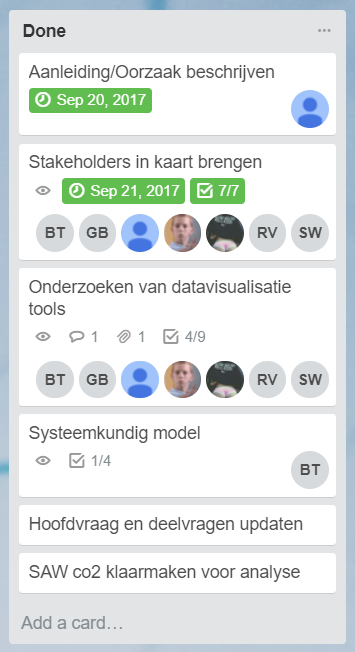 Done
Aanleiding/Oorzaak beschrijven
Sep 20, 2017
Stakeholders in kaart brengen
Sep 21, 2017 7/7
BT GB RV SW
Onderzoeken van datavisualisatie
tools
1 1 4/9
BT GB RV SW
Systeemkundig model
1/4
BT
Hoofdvraag en deelvragen updaten
SAW co2 klaarmaken voor analyse
Add a card…